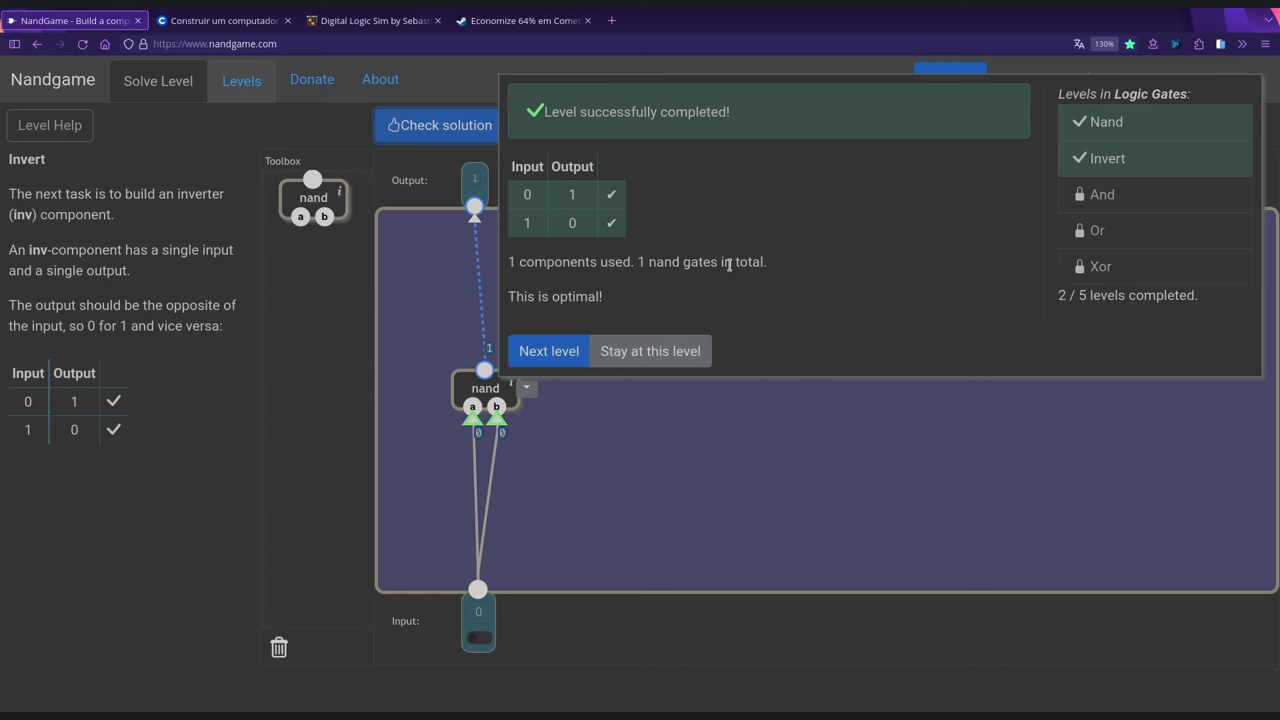 NandGame - Build a comp
Construir um computador
Digital Logic Sim by Sebast
Economize 64% em Comet
https://www.nandgame.com
130%
Nandgame
Solve Level
Levels
Donate
About
Level Help
Check solution
Invert
The next task is to build an inverter
(inv) component.
An inv-component has a single input
and a single output.
The output should be the opposite of
the input, so 0 for 1 and vice versa:
Input Output
0 1
1 0
Toolbox
nand
i
a b
Output:
1
1
nand
i
a b
0 0
Input:
0
Level successfully completed!
Input Output
0 1
1 0
1 components used. 1 nand gates in total.
This is optimal!
Next level
Stay at this level
Levels in Logic Gates:
Nand
Invert
And
Or
Xor
2 / 5 levels completed.